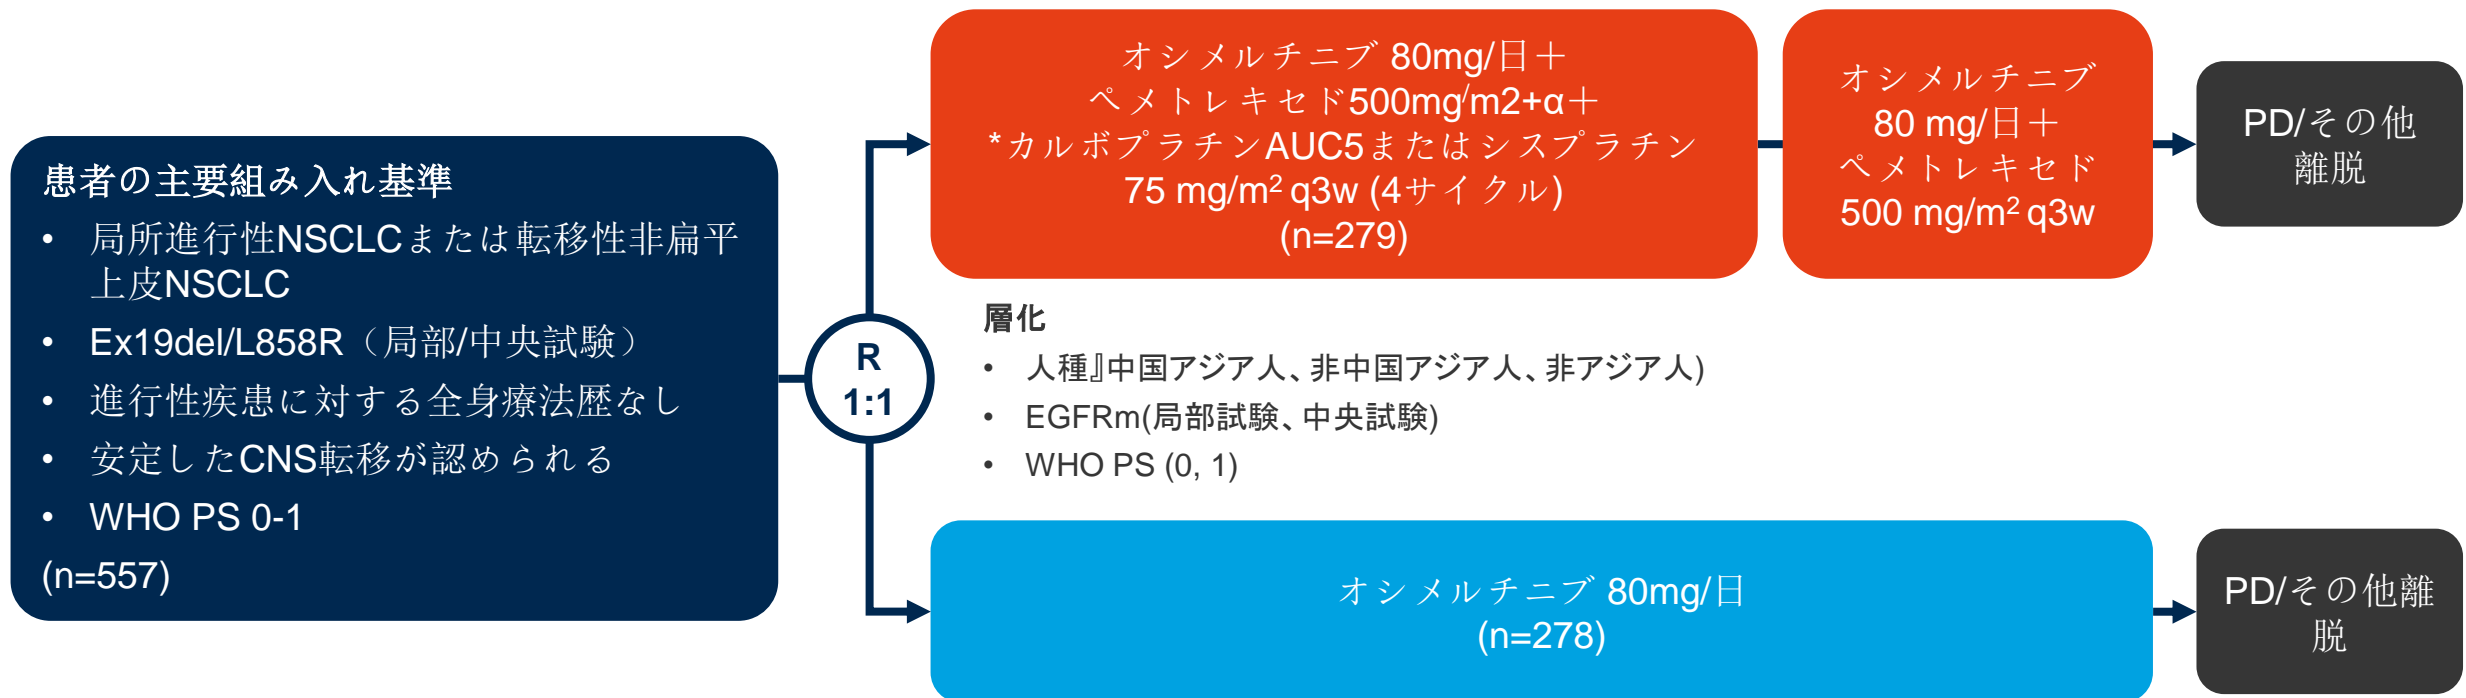 患者の主要組み入れ基準
• 局所進行性NSCLCまたは転移性非扁平
上皮NSCLC
• Ex19del/L858R（局部/中央試験）
• 進行性疾患に対する全身療法歴なし
• 安定したCNS転移が認められる
• WHO PS 0-1
(n=557)
R
1:1
オシメルチニブ 80mg/日＋
ペメトレキセド500mg/m2+α＋
*カルボプラチンAUC5またはシスプラチン
75 mg/m² q3w (4サイクル)
(n=279)
オシメルチニブ
80 mg/日＋
ペメトレキセド
500 mg/m² q3w
PD/その他
離脱
層化
• 人種』中国アジア人、非中国アジア人、非アジア人)
• EGFRm(局部試験、中央試験)
• WHO PS (0, 1)
オシメルチニブ 80mg/日
(n=278)
PD/その他離
脱